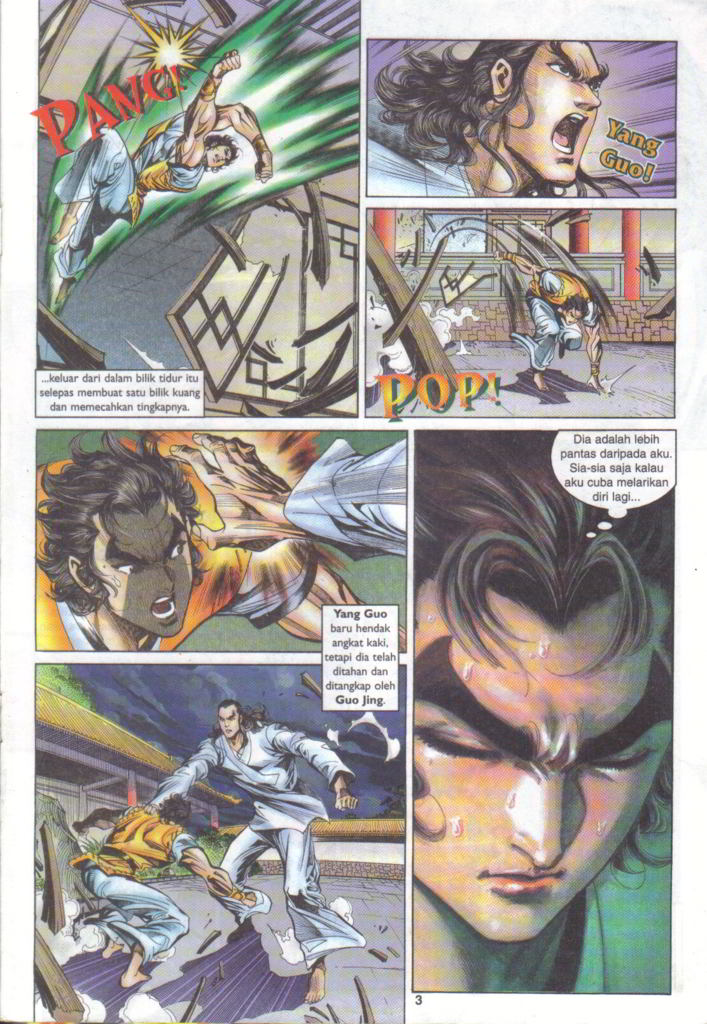 PANG!
...keluar dari dalam bilik tidur itu
selepas membuat satu bilik kuang
dan memecahkan tingkapnya.
Yang
Guo!
POP!
Yang Guo
baru hendak
angkat kaki,
tetapi dia telah
ditahan dan
ditangkap oleh
Guo Jing.
Dia adalah lebih
pantas daripada aku.
Sia-sia saja kalau
aku cuba melarikan
diri lagi...
3